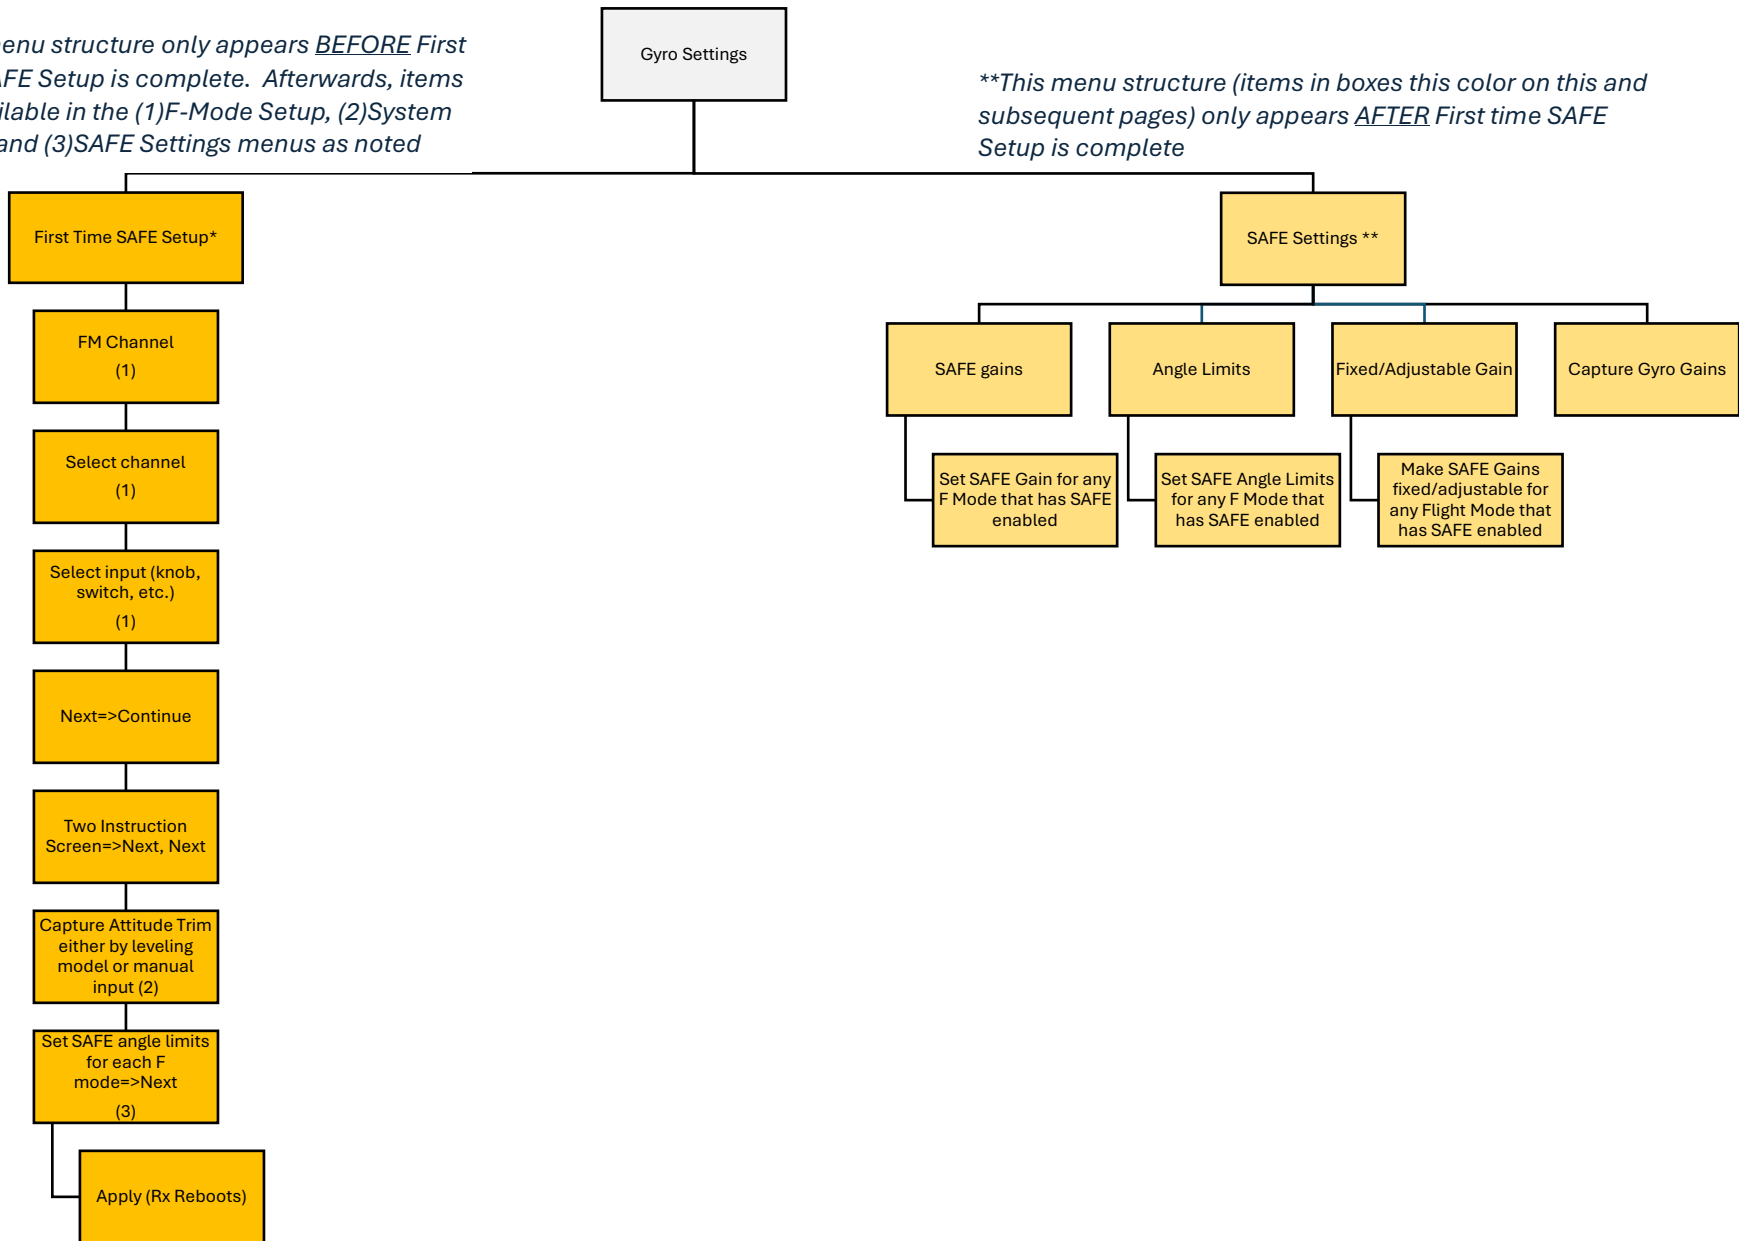 Gyro Settings
menu structure only appears BEFORE First
SAFE Setup is complete. Afterwards, items
available in the (1)F-Mode Setup, (2)System
and (3)SAFE Settings menus as noted
**This menu structure (items in boxes this color on this and
subsequent pages) only appears AFTER First time SAFE
Setup is complete
First Time SAFE Setup*
FM Channel
(1)
Select channel
(1)
Select input (knob,
switch, etc.)
(1)
Next=>Continue
Two Instruction
Screen=>Next, Next
Capture Attitude Trim
either by leveling
model or manual
input (2)
Set SAFE angle limits
for each F
mode=>Next
(3)
Apply (Rx Reboots)
SAFE Settings **
SAFE gains
Set SAFE Gain for any
F Mode that has SAFE
enabled
Angle Limits
Set SAFE Angle Limits
for any F Mode that
has SAFE enabled
Fixed/Adjustable Gain
Make SAFE Gains
fixed/adjustable for
any Flight Mode that
has SAFE enabled
Capture Gyro Gains